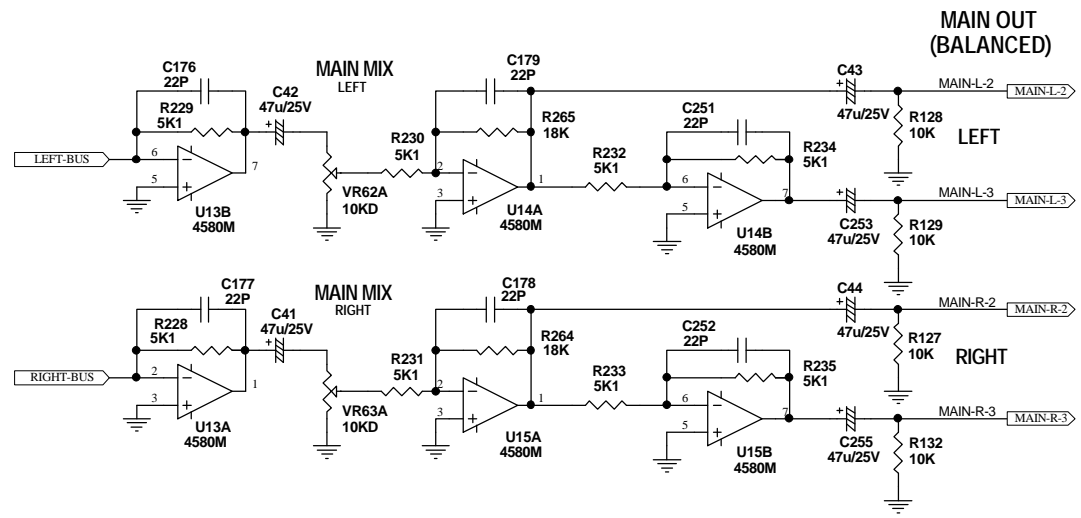 MAIN OUT
(BALANCED)
C176
22P
R229
5K1
C42
47u/25V
MAIN MIX
LEFT
C179
22P
R265
18K
R230
5K1
C251
22P
R234
5K1
R232
5K1
C43
47u/25V
MAIN-L-2
MAIN-L-2
R128
10K
LEFT
LEFT-BUS
6
5
7
U13B
4580M
VR62A
10KD
2
3
1
U14A
4580M
6
5
7
U14B
4580M
C253
47u/25V
MAIN-L-3
MAIN-L-3
R129
10K
C177
22P
R228
5K1
C41
47u/25V
MAIN MIX
RIGHT
C178
22P
R264
18K
R231
5K1
C252
22P
R235
5K1
R233
5K1
C44
47u/25V
MAIN-R-2
MAIN-R-2
R127
10K
RIGHT
RIGHT-BUS
2
3
1
U13A
4580M
VR63A
10KD
2
3
1
U15A
4580M
6
5
7
U15B
4580M
C255
47u/25V
MAIN-R-3
MAIN-R-3
R132
10K